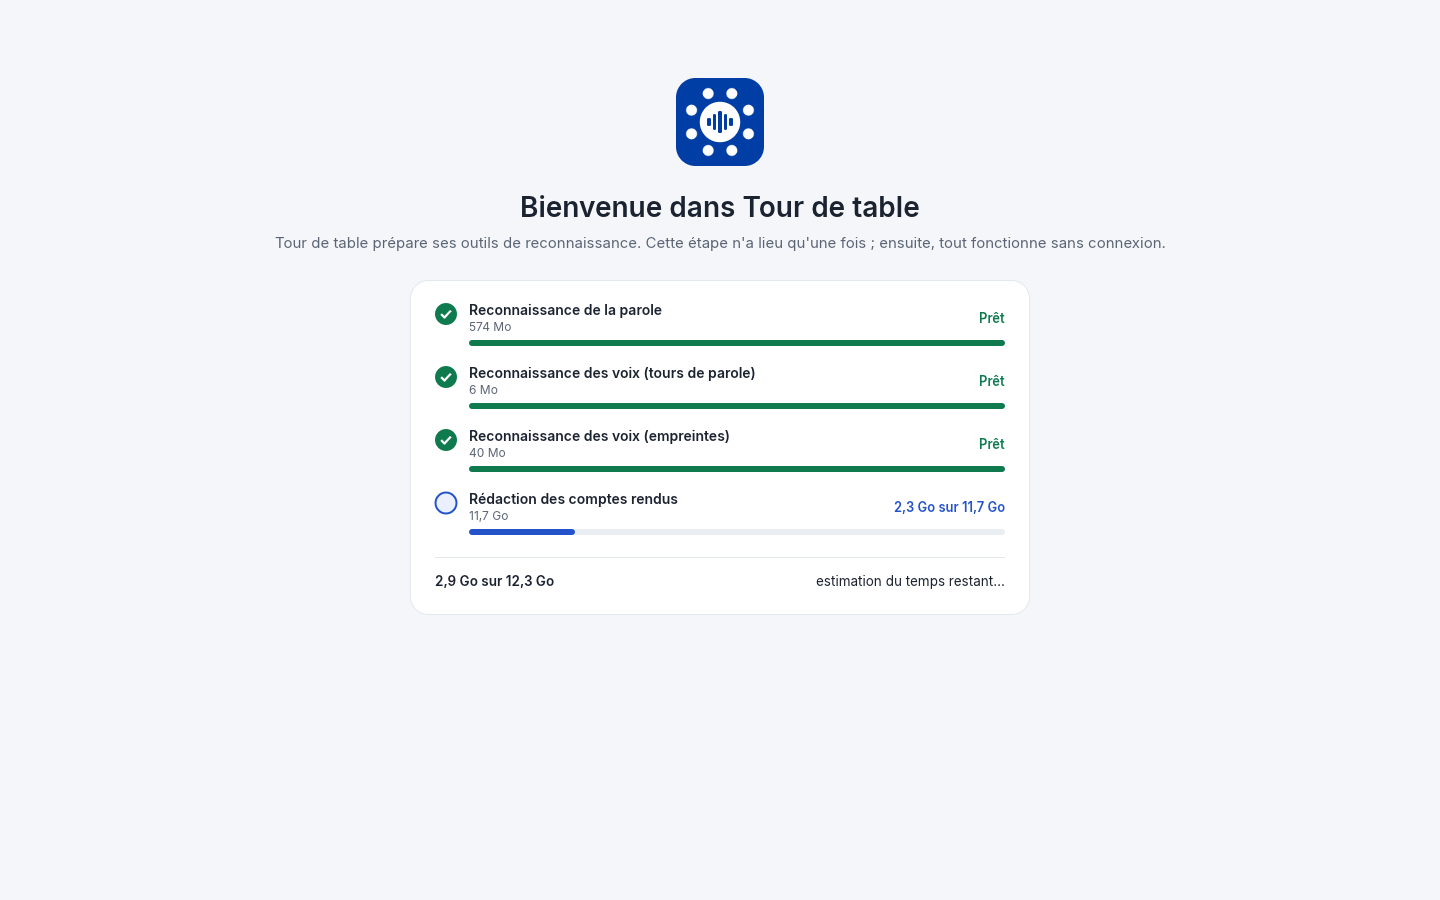 Bienvenue dans Tour de table
Tour de table prépare ses outils de reconnaissance. Cette étape n'a lieu qu'une fois ; ensuite, tout fonctionne sans connexion.
Reconnaissance de la parole
574 Mo
Prêt
Reconnaissance des voix (tours de parole)
6 Mo
Prêt
Reconnaissance des voix (empreintes)
40 Mo
Prêt
Rédaction des comptes rendus
11,7 Go
2,3 Go sur 11,7 Go
2,9 Go sur 12,3 Go
estimation du temps restant…